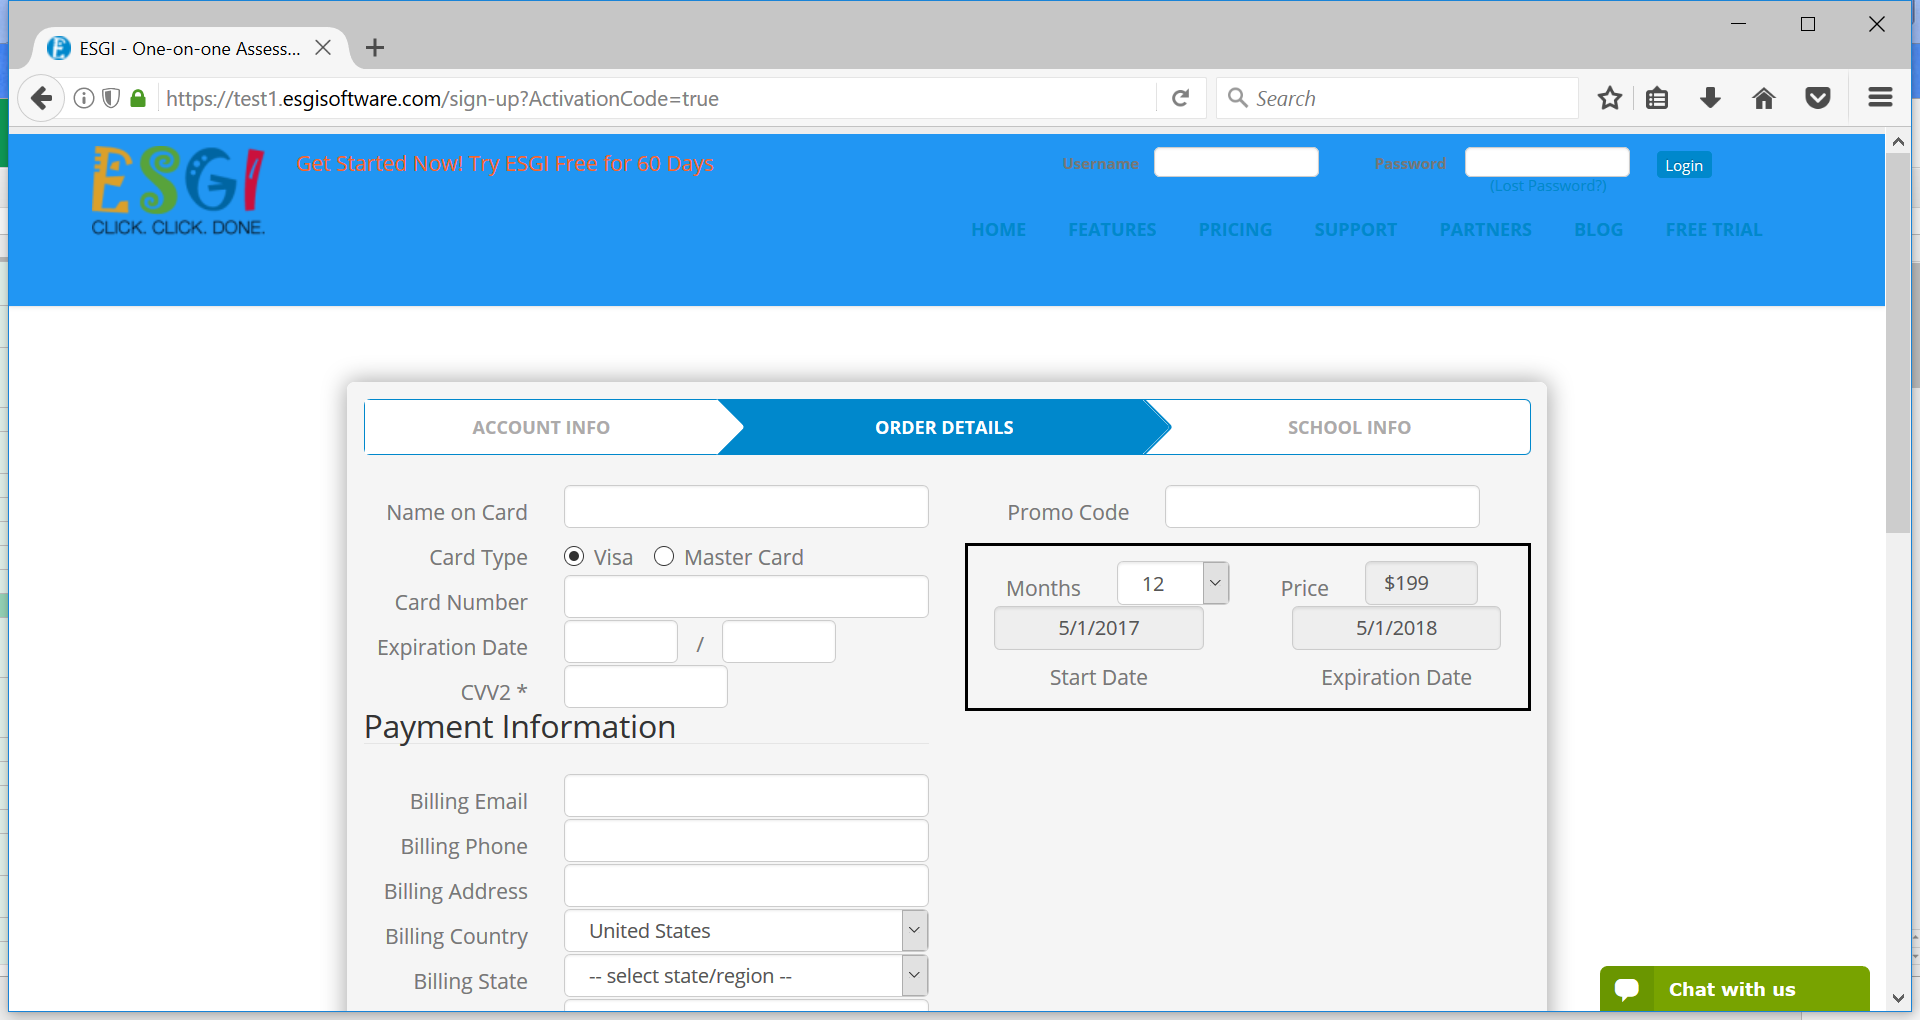 ESGI - One-on-one Assess...
https://test1.esgisoftware.com/sign-up?ActivationCode=true
Search
ESGI
CLICK. CLICK. DONE.
Get Started Now! Try ESGI Free for 60 Days
Username
Password
Login
(Lost Password?)
HOME FEATURES PRICING SUPPORT PARTNERS BLOG FREE TRIAL
ACCOUNT INFO ORDER DETAILS SCHOOL INFO
Name on Card
Card Type Visa Master Card
Card Number
Expiration Date /
CVV2 *
Promo Code
Months 12 Price $199
5/1/2017 5/1/2018
Start Date Expiration Date
Payment Information
Billing Email
Billing Phone
Billing Address
Billing Country United States
Billing State -- select state/region --
Chat with us